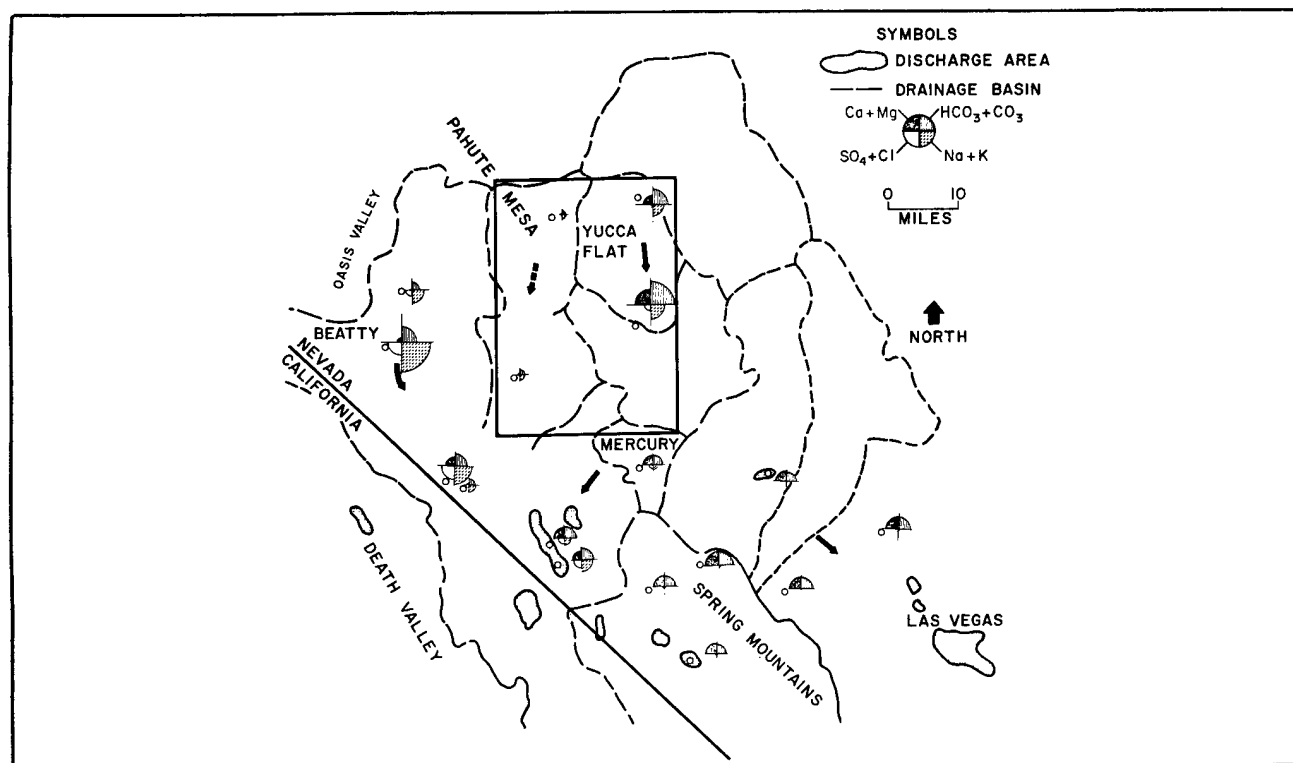 SYMBOLS
DISCHARGE AREA
DRAINAGE BASIN
Ca+Mg HCO₃+CO₃
SO₄+Cl Na+K
0 10
MILES
PAHUTE
MESA
OASIS VALLEY
YUCCA
FLAT
BEATTY
NORTH
NEVADA
CALIFORNIA
MERCURY
DEATH VALLEY
SPRING MOUNTAINS
LAS VEGAS